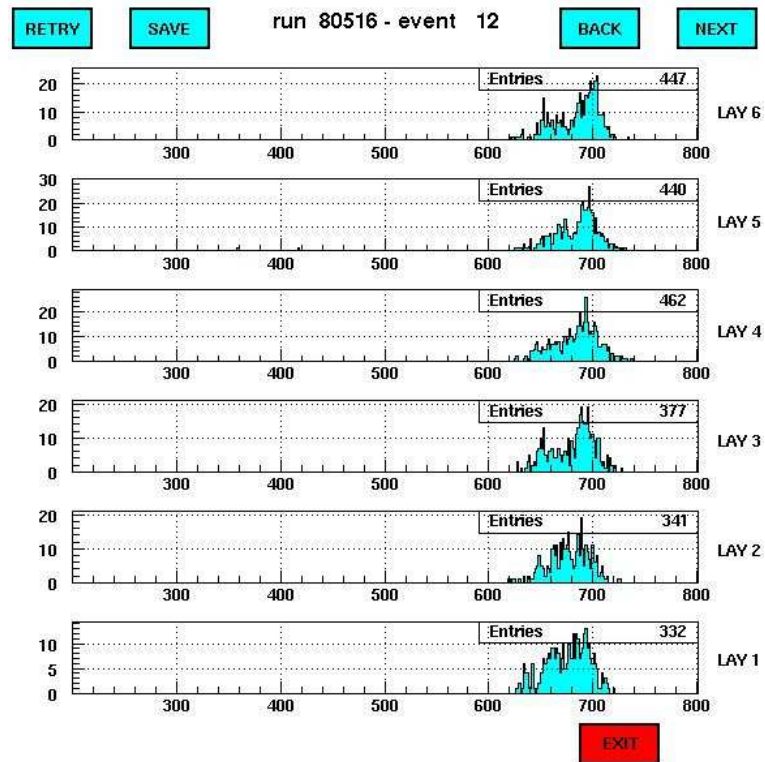 RETRY SAVE run 80516 - event 12 BACK NEXT
Entries 447
20
10
0
LAY 6
300 400 500 600 700 800
30
Entries 440
20
10
0
LAY 5
300 400 500 600 700 800
Entries 462
20
10
0
LAY 4
300 400 500 600 700 800
20
Entries 377
10
0
LAY 3
300 400 500 600 700 800
20
Entries 341
10
0
LAY 2
300 400 500 600 700 800
Entries 332
10
5
0
LAY 1
300 400 500 600 700 800
EXIT